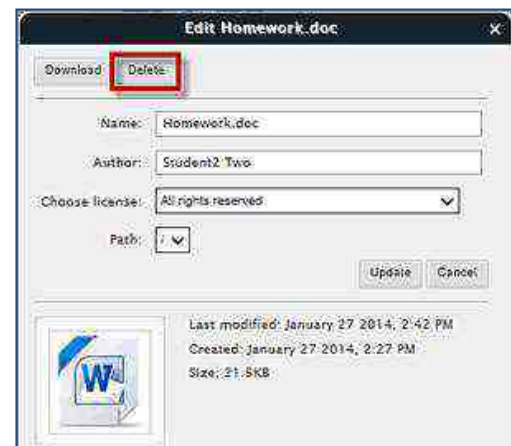 Edit Homework.doc x
Download Delete
Name: Homework.doc
Author: Student2 Two
Choose license: All rights reserved
Path: /
Update Cancel
Last modified: January 27 2014, 2:42 PM
Created: January 27 2014, 2:27 PM
Size: 21.5KB
W